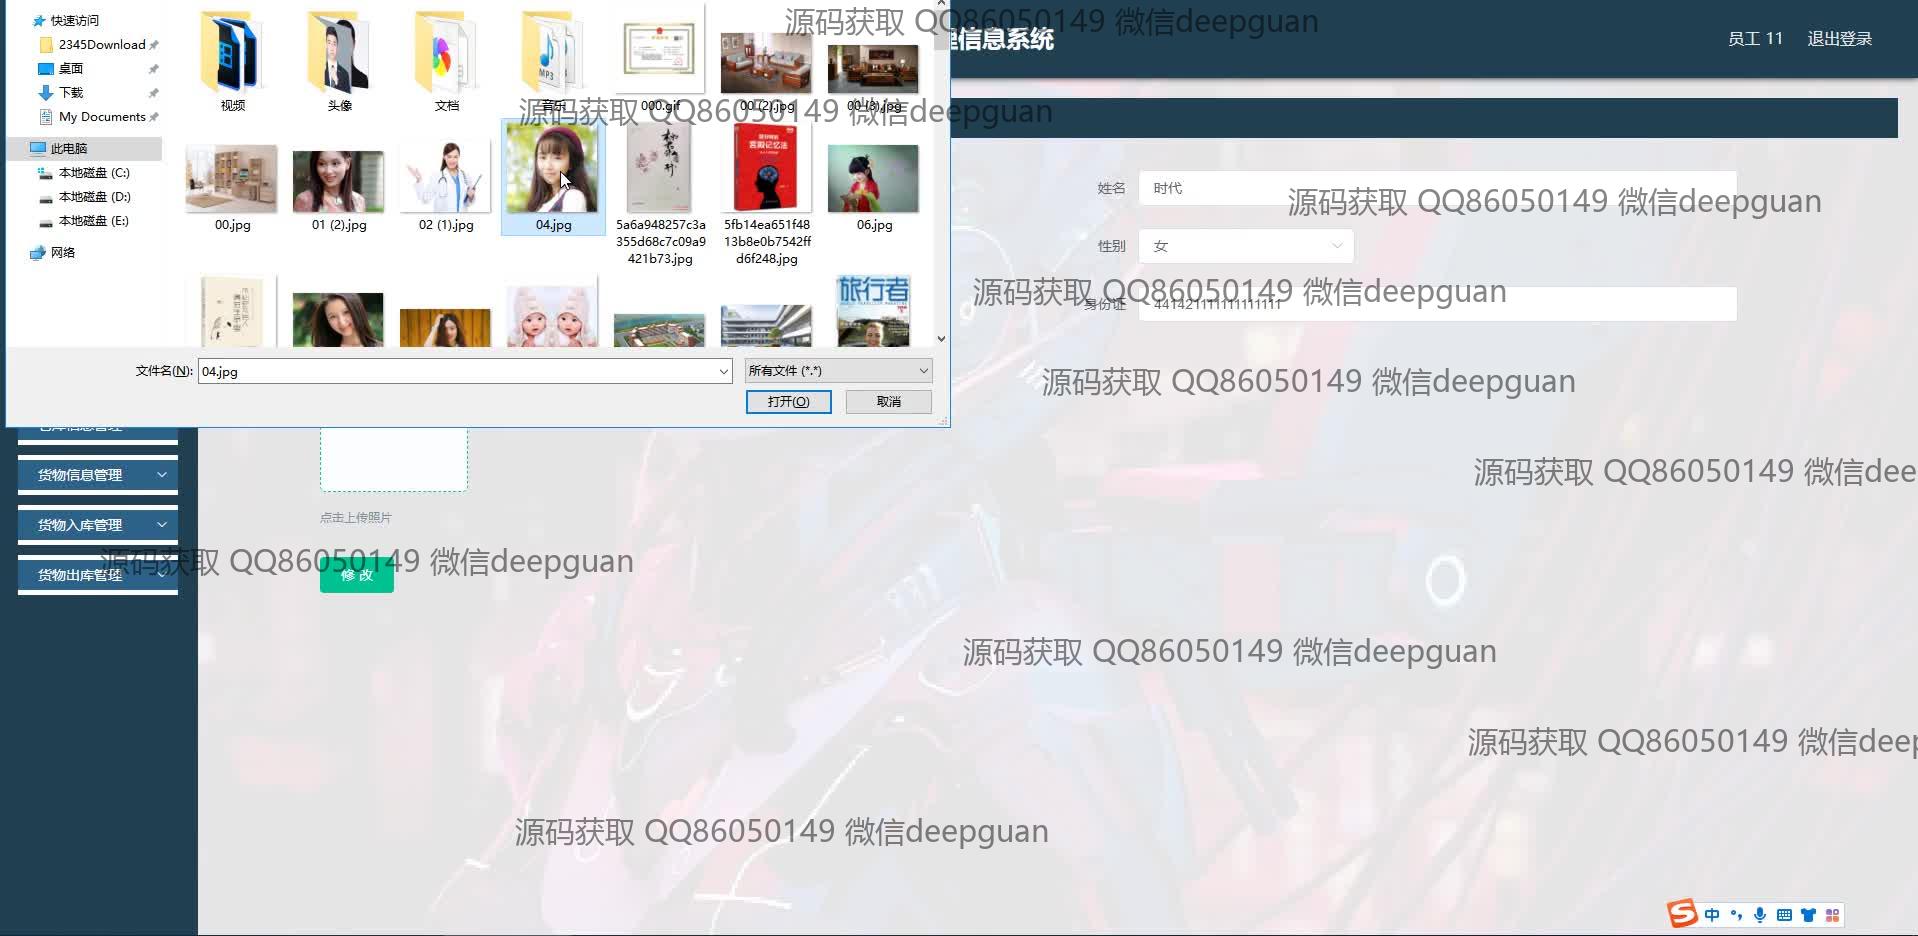 快速访问
2345Download
桌面
下载
My Documents
此电脑
本地磁盘 (C:)
本地磁盘 (D:)
本地磁盘 (E:)
网络
视频
头像
文档
音乐
000.gif
00 (2).jpg
00 (3).jpg
MP3
00.jpg
01 (2).jpg
02 (1).jpg
04.jpg
5a6a948257c3a
355d68c7c09a9
421b73.jpg
5fb14ea651f48
13b8e0b7542ff
d6f248.jpg
06.jpg
宫殿记忆法
旅行者
文件名(N):
04.jpg
所有文件 (*.*)
打开(O)
取消
信息系统
员工 11
退出登录
姓名
时代
性别
女
身份证
货物信息管理
货物入库管理
货物出库管理
点击上传照片
修 改
源码获取 QQ86050149 微信deepguan
源码获取 QQ86050149 微信deepguan
源码获取 QQ86050149 微信deepguan
源码获取 QQ86050149 微信deepguan
源码获取 QQ86050149 微信deepguan
源码获取 QQ86050149 微信dee
源码获取 QQ86050149 微信deepguan
源码获取 QQ86050149 微信deepguan
源码获取 QQ86050149 微信deep
源码获取 QQ86050149 微信deepguan
中